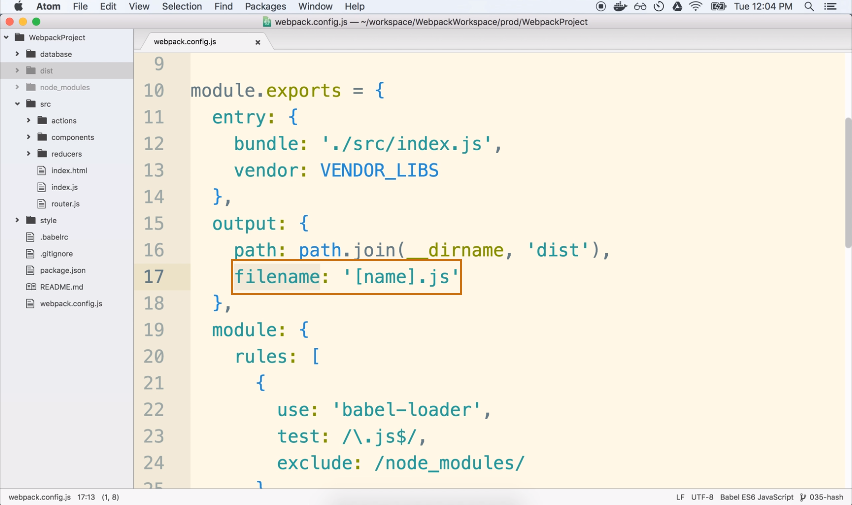 Atom File Edit View Selection Find Packages Window Help Tue 12:04 PM
webpack.config.js — ~/workspace/WebpackWorkspace/prod/WebpackProject
WebpackProject
database
dist
node_modules
src
actions
components
reducers
index.html
index.js
router.js
style
.babelrc
.gitignore
package.json
README.md
webpack.config.js
webpack.config.js ×
9
10 module.exports = {
11 entry: {
12 bundle: './src/index.js',
13 vendor: VENDOR_LIBS
14 },
15 output: {
16 path: path.join(__dirname, 'dist'),
17 filename: '[name].js'
18 },
19 module: {
20 rules: [
21 {
22 use: 'babel-loader',
23 test: /\.js$/,
24 exclude: /node_modules/
25 }
webpack.config.js 17:13 (1, 8) LF UTF-8 Babel ES6 JavaScript 035-hash